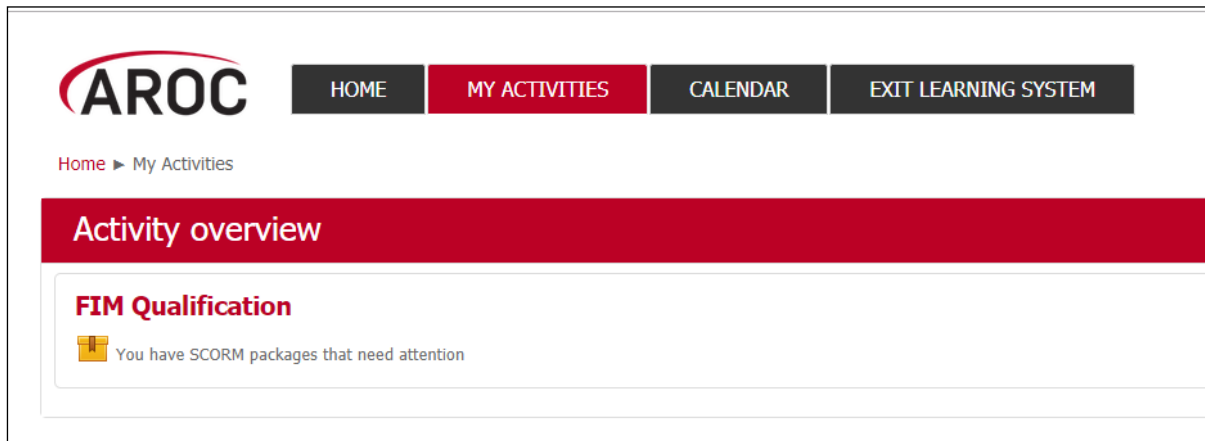 AROC
HOME MY ACTIVITIES CALENDAR EXIT LEARNING SYSTEM
Home ► My Activities
Activity overview
FIM Qualification
You have SCORM packages that need attention